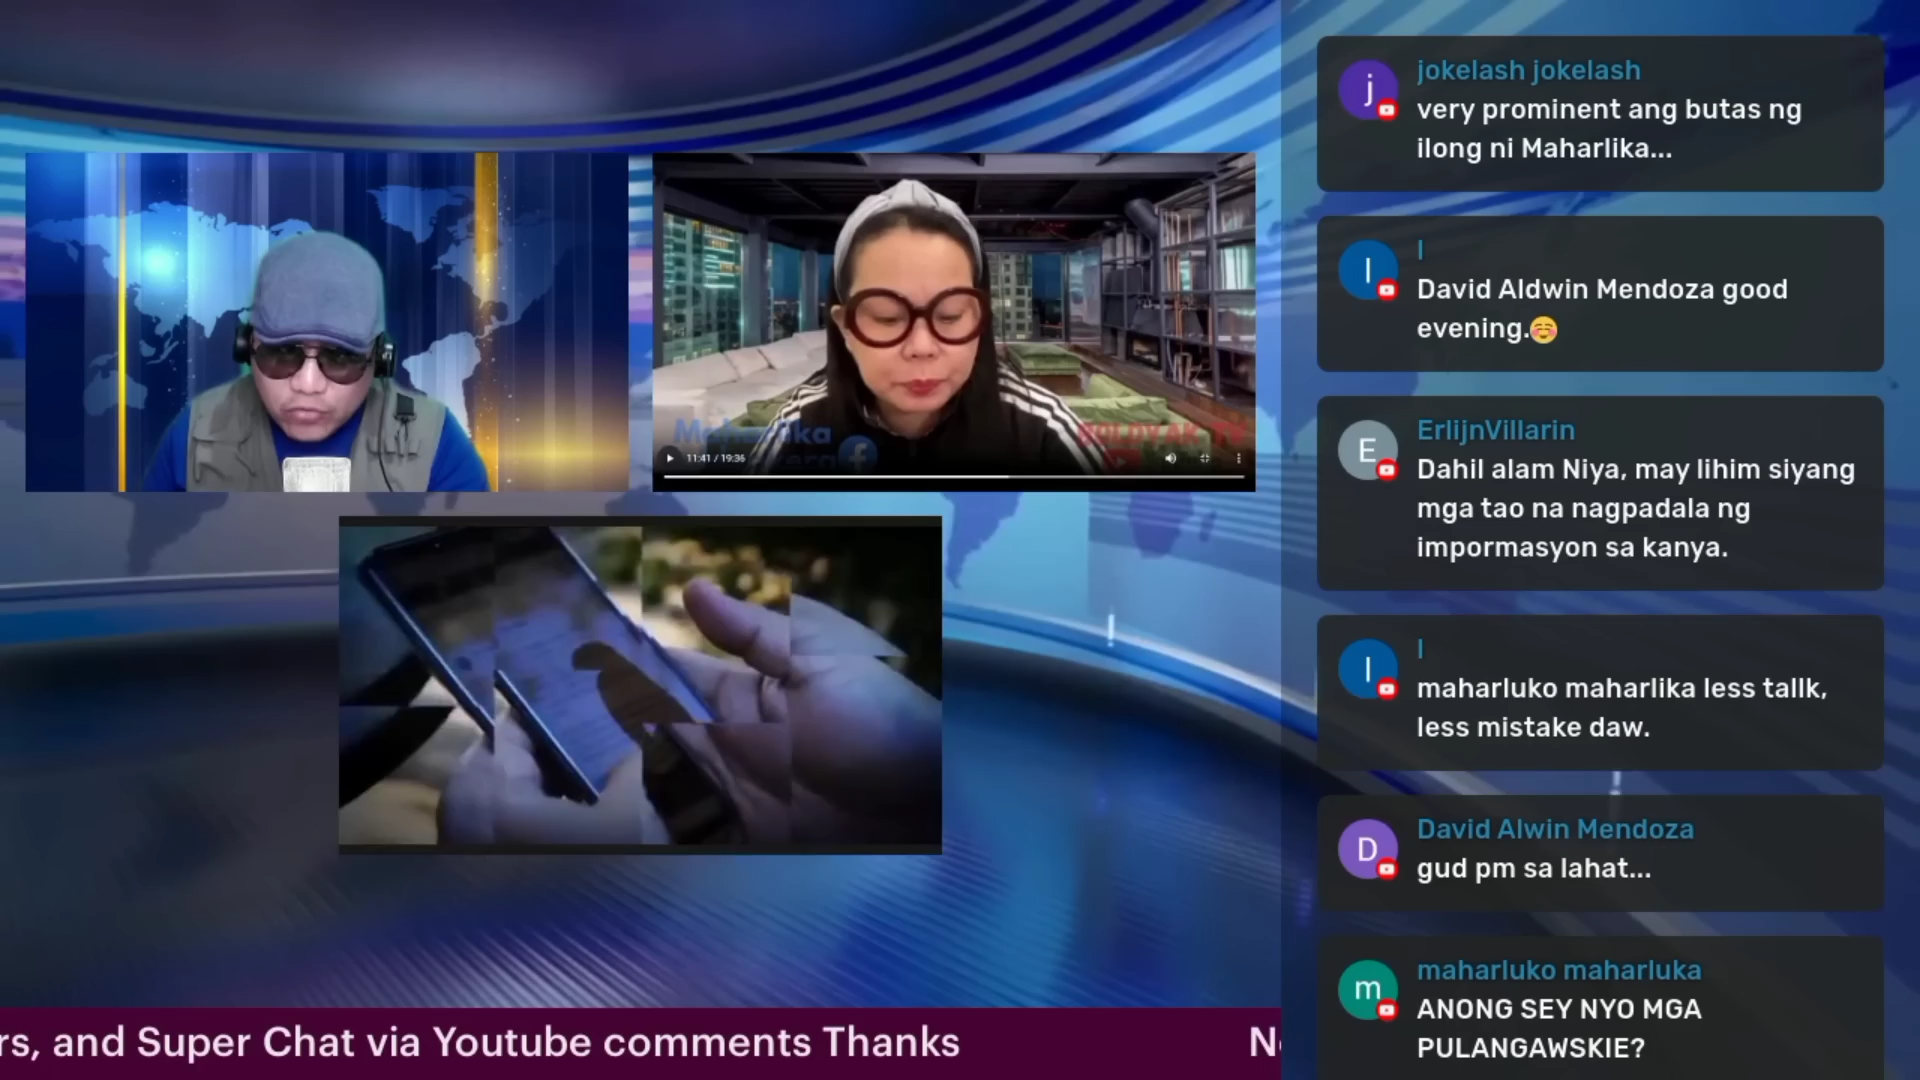 jokelash jokelash
very prominent ang butas ng
ilong ni Maharlika...
l
David Aldwin Mendoza good
evening.😊
ErlijnVillarin
Dahil alam Niya, may lihim siyang
mga tao na nagpadala ng
impormasyon sa kanya.
l
maharluko maharlika less tallk,
less mistake daw.
David Alwin Mendoza
gud pm sa lahat...
maharluko maharluka
ANONG SEY NYO MGA
PULANGAWSKIE?
j
l
E
l
D
m
Maharlika
11:41 / 19:36
rs, and Super Chat via Youtube comments Thanks